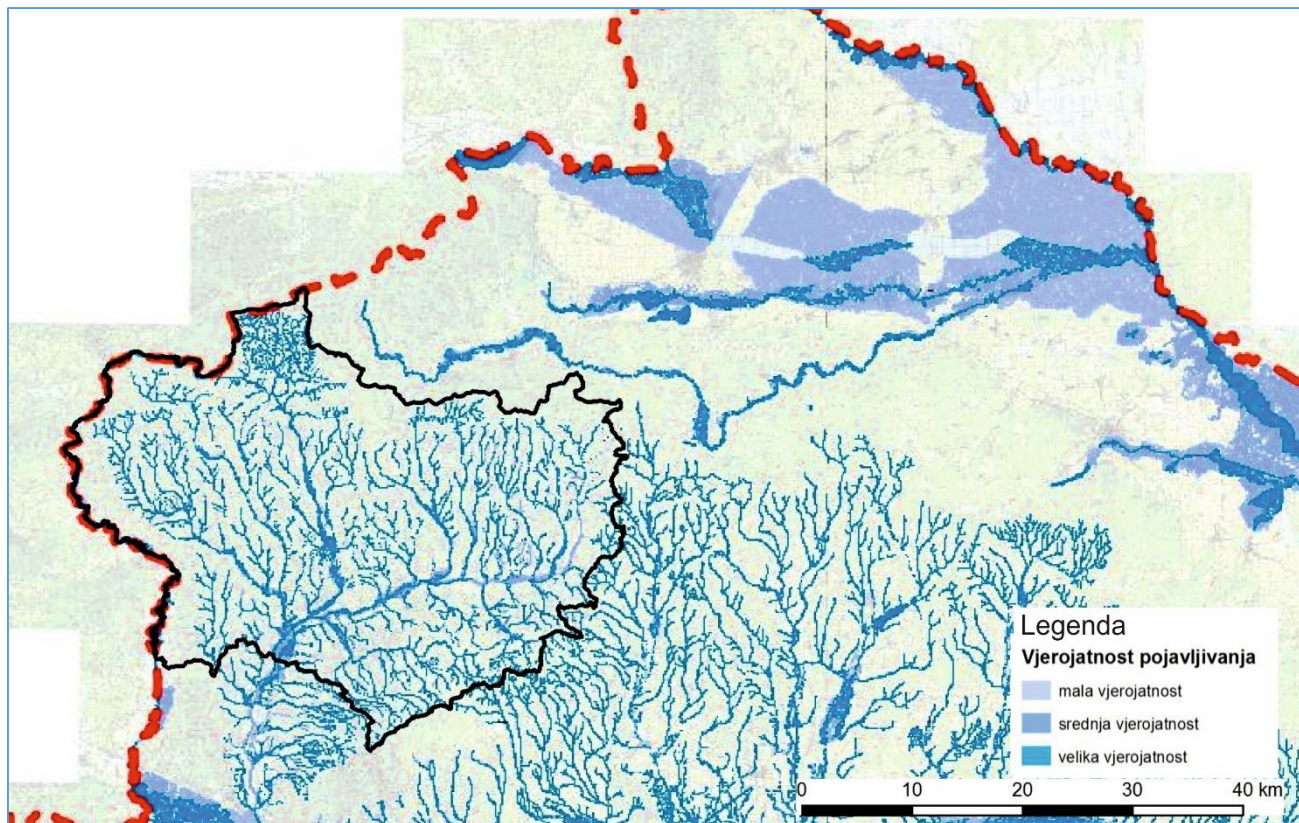 Legenda
Vjerojatnost pojavljivanja
mala vjerojatnost
srednja vjerojatnost
velika vjerojatnost
0 10 20 30 40 km